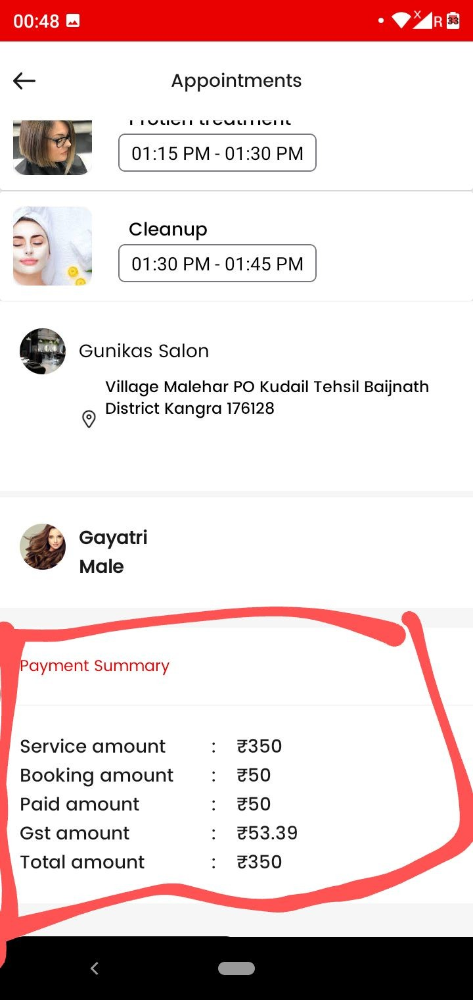 00:48
X
R
33
Appointments
Protien treatment
01:15 PM - 01:30 PM
Cleanup
01:30 PM - 01:45 PM
Gunikas Salon
Village Malehar PO Kudail Tehsil Baijnath
District Kangra 176128
Gayatri
Male
Payment Summary
Service amount : ₹350
Booking amount : ₹50
Paid amount : ₹50
Gst amount : ₹53.39
Total amount : ₹350